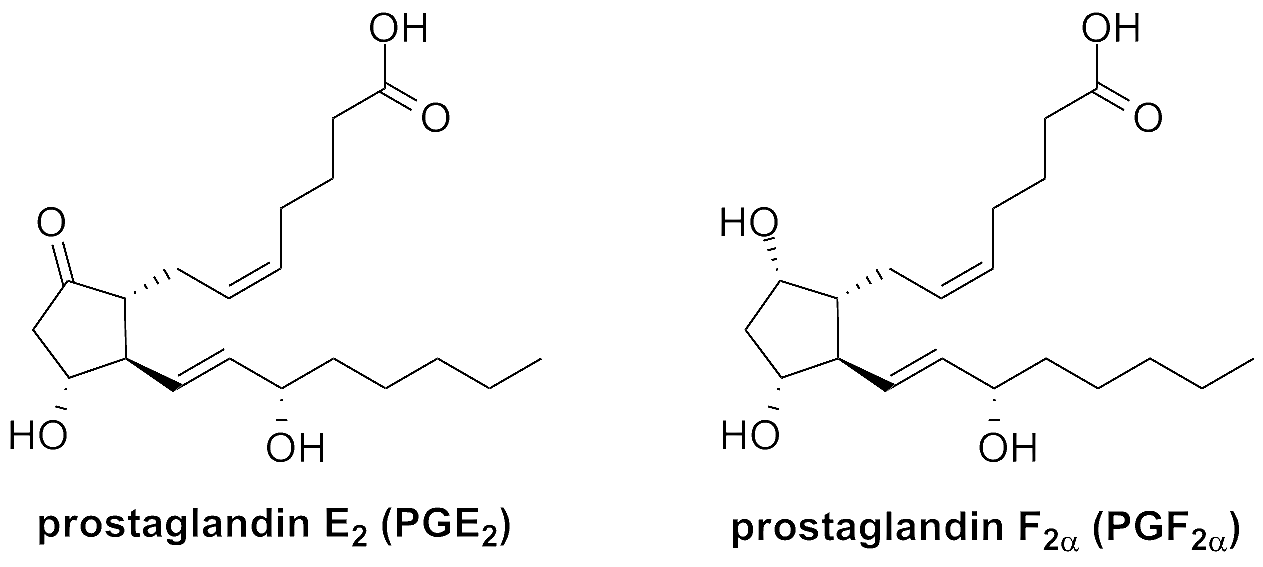 OH
O
O
HO
OH
prostaglandin E2 (PGE2)
OH
O
HO
HO
OH
prostaglandin F2α (PGF2α)